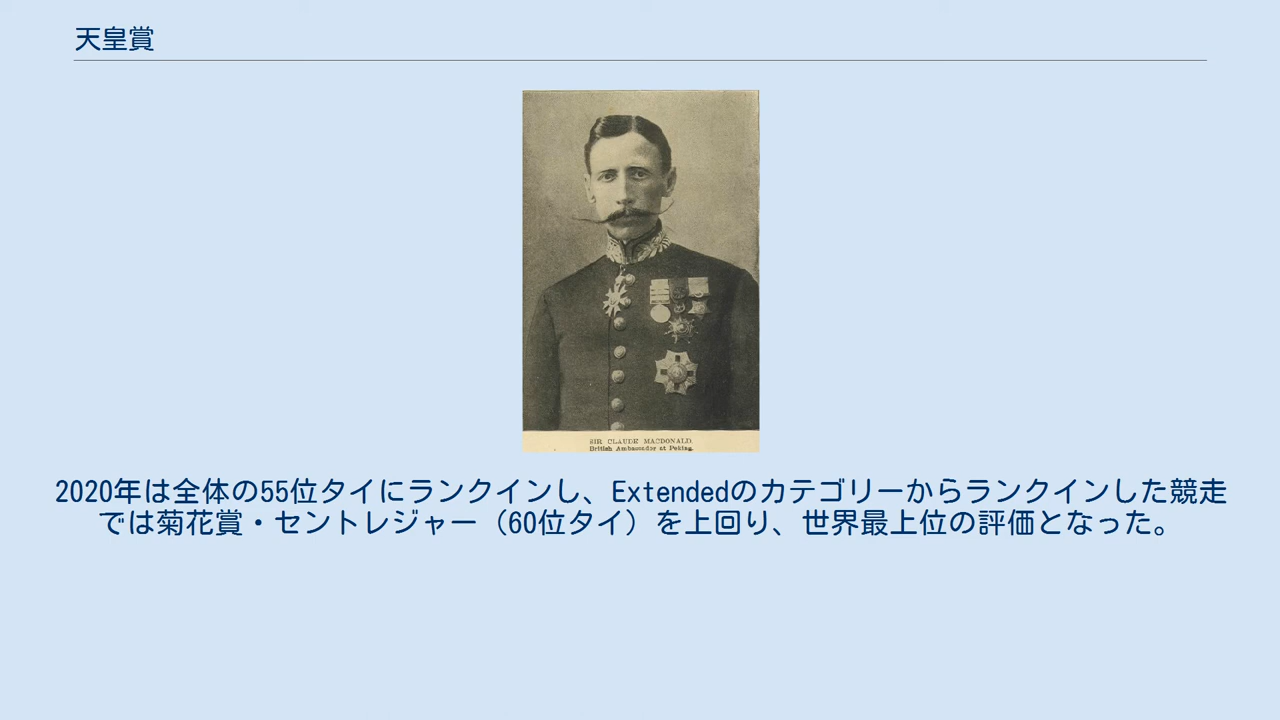 天皇賞
SIR CLAUDE MACDONALD.
British Ambassador at Peking.
2020年は全体の55位タイにランクインし、Extendedのカテゴリーからランクインした競走
では菊花賞・セントレジャー（60位タイ）を上回り、世界最上位の評価となった。